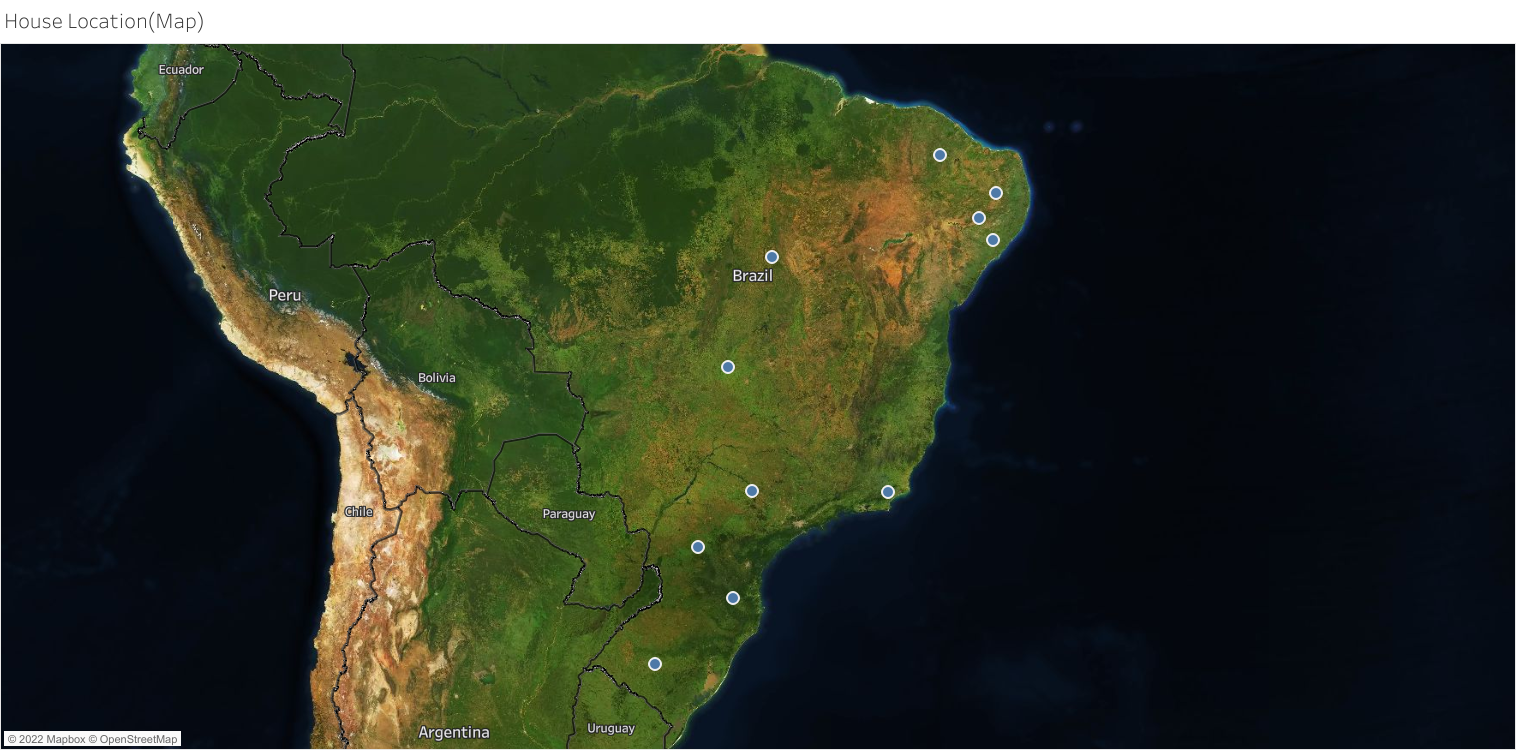 House Location(Map)
Ecuador
Brazil
Peru
Bolivia
Chile
Paraguay
Argentina
Uruguay
© 2022 Mapbox © OpenStreetMap